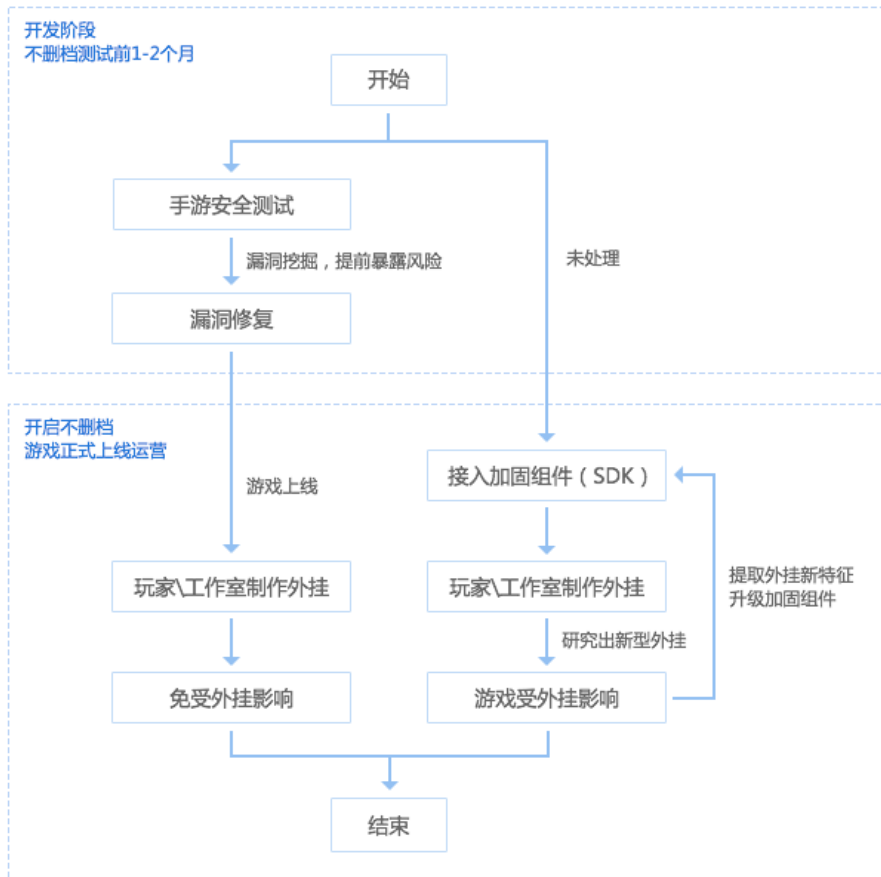 开发阶段
不删档测试前1-2个月
开始
手游安全测试
漏洞挖掘，提前暴露风险
未处理
漏洞修复
开启不删档
游戏正式上线运营
接入加固组件（SDK）
游戏上线
玩家\工作室制作外挂
玩家\工作室制作外挂
提取外挂新特征
升级加固组件
研究出新型外挂
免受外挂影响
游戏受外挂影响
结束